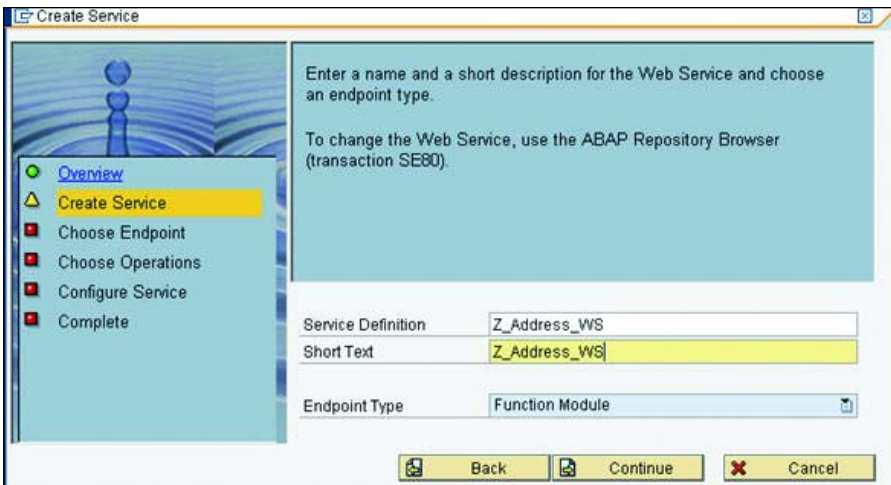 Create Service
Enter a name and a short description for the Web Service and choose
an endpoint type.
To change the Web Service, use the ABAP Repository Browser
(transaction SE80).
Overview
Create Service
Choose Endpoint
Choose Operations
Configure Service
Complete
Service Definition Z_Address_WS
Short Text Z_Address_WS
Endpoint Type Function Module
Back Continue Cancel